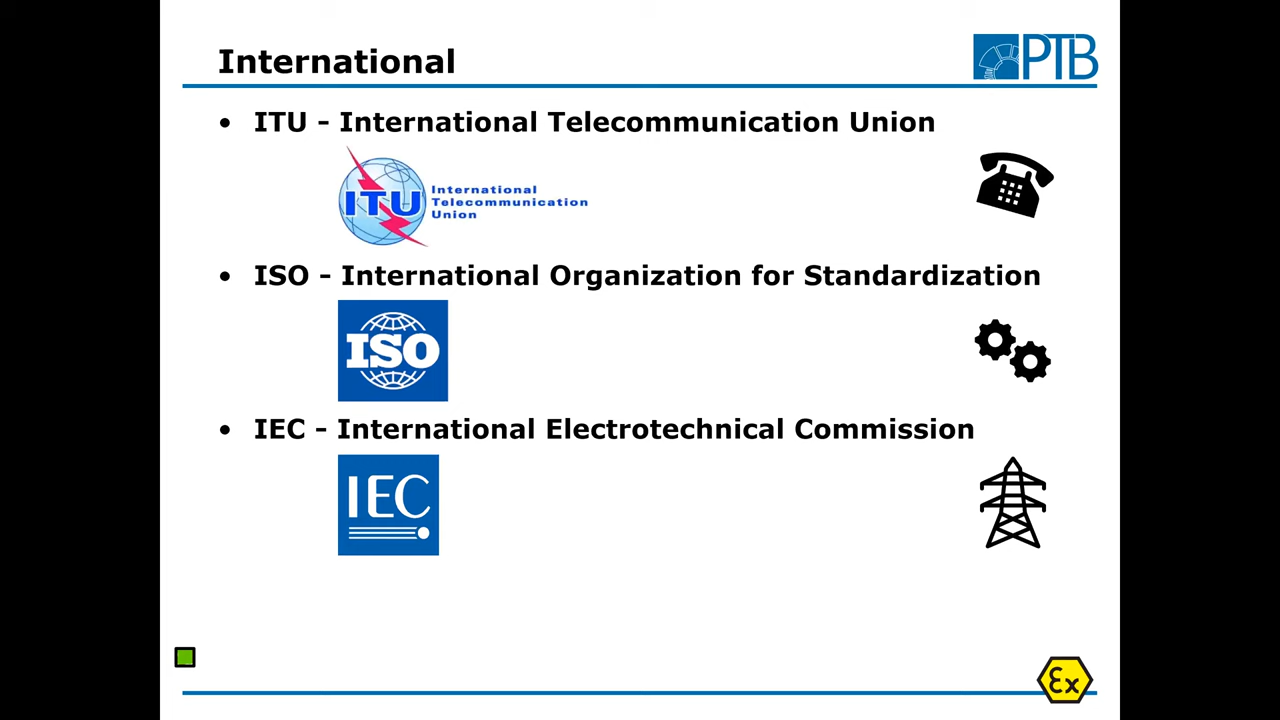 International
PTB
• ITU - International Telecommunication Union
ITU
International
Telecommunication
Union
• ISO - International Organization for Standardization
ISO
• IEC - International Electrotechnical Commission
IEC
Ex